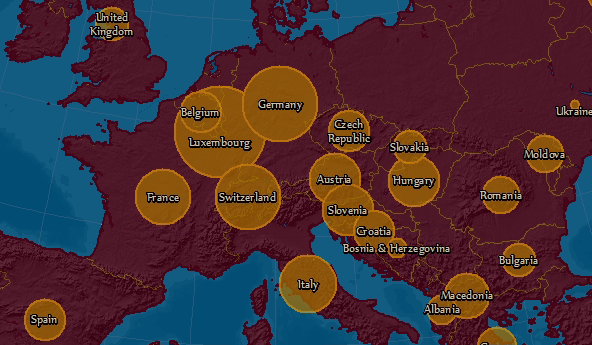 United
Kingdom
Belgium
Germany
Luxembourg
Czech
Republic
Ukraine
Slovakia
Moldova
Austria
Hungary
France
Switzerland
Romania
Slovenia
Croatia
Bosnia & Herzegovina
Bulgaria
Italy
Macedonia
Albania
Spain